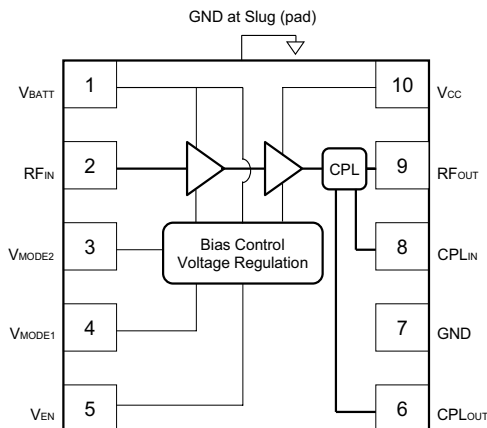 GND at Slug (pad)
VBATT 1 10 VCC
RFIN 2 CPL 9 RFOUT
VMODE2 3 Bias Control 8 CPLIN
Voltage Regulation
VMODE1 4 7 GND
VEN 5 6 CPLOUT